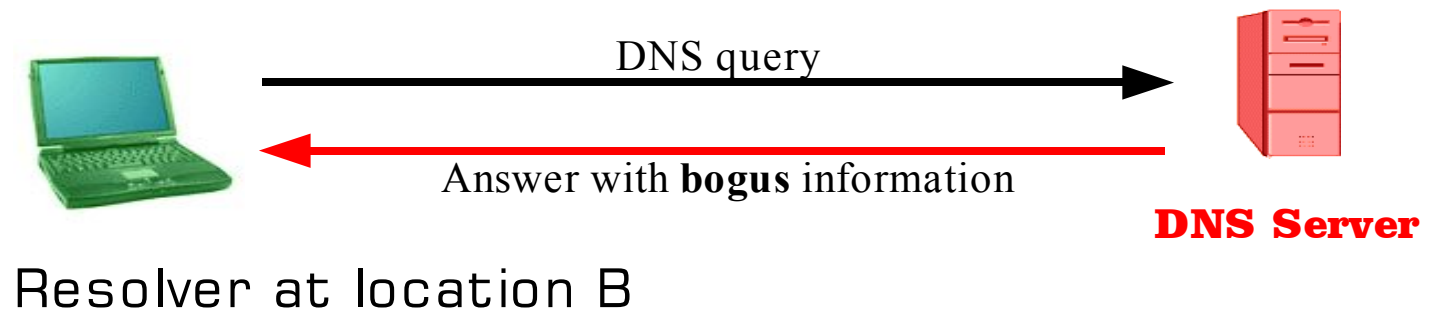 DNS query
Answer with bogus information
DNS Server
Resolver at location B